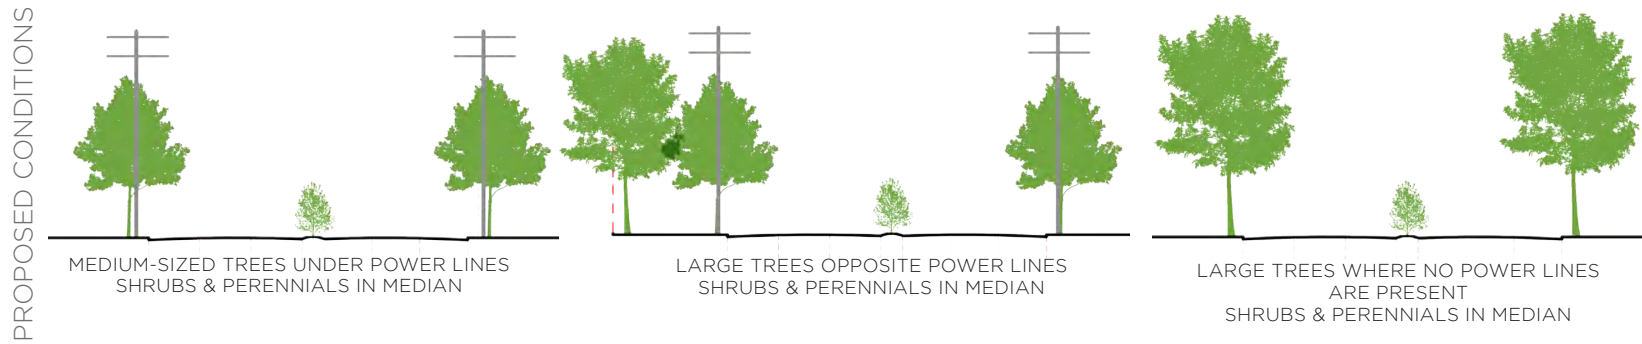 PROPOSED CONDITIONS
MEDIUM-SIZED TREES UNDER POWER LINES
SHRUBS & PERENNIALS IN MEDIAN
LARGE TREES OPPOSITE POWER LINES
SHRUBS & PERENNIALS IN MEDIAN
LARGE TREES WHERE NO POWER LINES
ARE PRESENT
SHRUBS & PERENNIALS IN MEDIAN